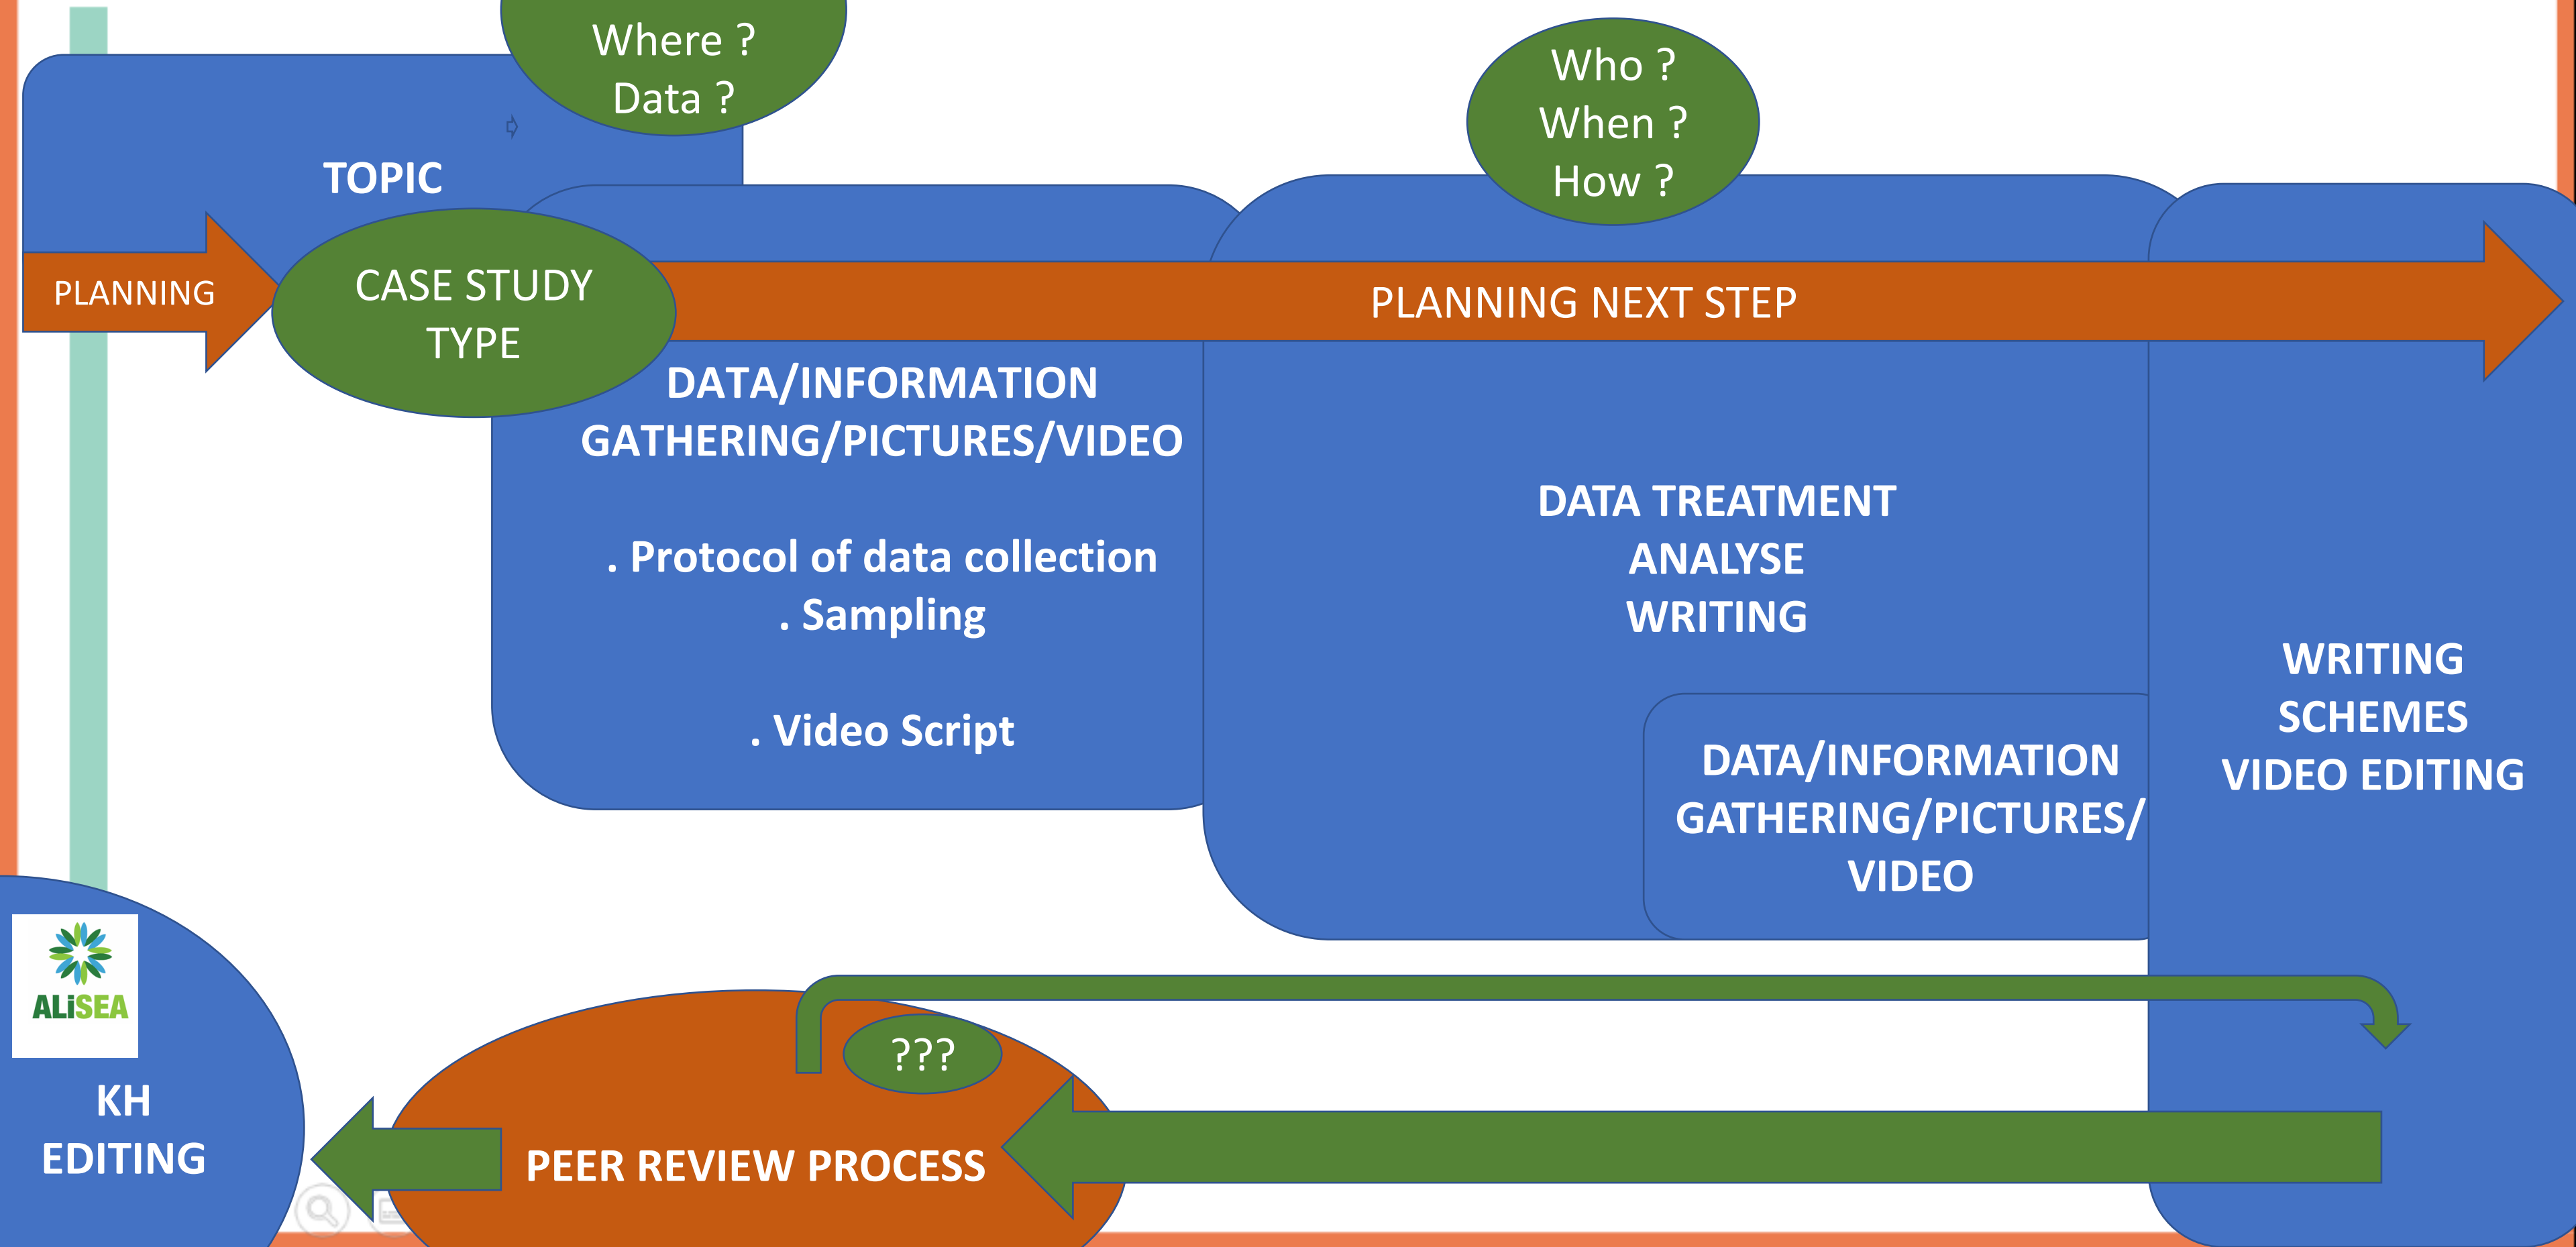 Where ?
Data ?
Who ?
When ?
How ?
TOPIC
PLANNING
CASE STUDY
TYPE
PLANNING NEXT STEP
DATA/INFORMATION
GATHERING/PICTURES/VIDEO
. Protocol of data collection
. Sampling
. Video Script
DATA TREATMENT
ANALYSE
WRITING
DATA/INFORMATION
GATHERING/PICTURES/
VIDEO
WRITING
SCHEMES
VIDEO EDITING
ALiSEA
KH
EDITING
???
PEER REVIEW PROCESS